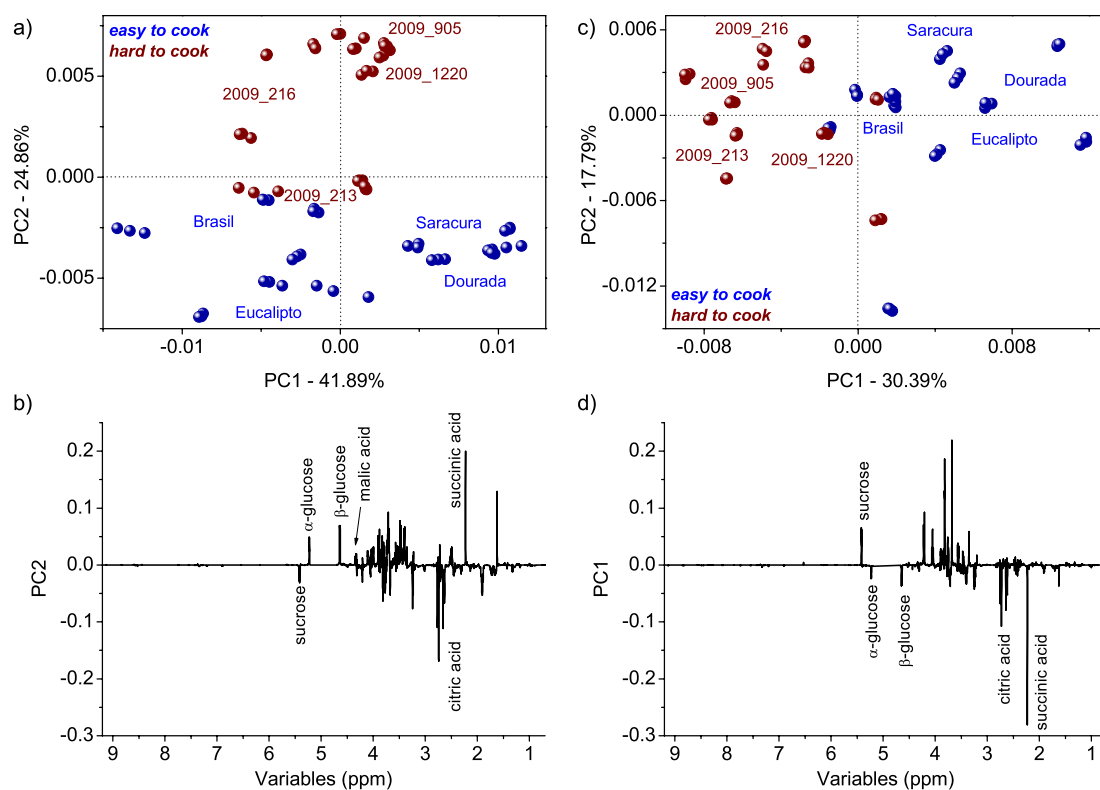 a)
easy to cook
hard to cook
2009_905
2009_1220
2009_216
2009_213
Brasil
Saracura
Dourada
Eucalipto
0.005
0.000
-0.005
PC2 - 24.86%
-0.01
0.00
0.01
PC1 - 41.89%
c)
2009_216
Saracura
2009_905
Dourada
Brasil
Eucalipto
2009_213
2009_1220
easy to cook
hard to cook
0.006
0.000
-0.006
-0.012
PC2 - 17.79%
-0.008
0.000
0.008
PC1 - 30.39%
b)
0.2
0.1
0.0
-0.1
-0.2
-0.3
PC2
sucrose
α-glucose
β-glucose
malic acid
succinic acid
citric acid
9 8 7 6 5 4 3 2 1
Variables (ppm)
d)
0.2
0.1
0.0
-0.1
-0.2
-0.3
PC1
sucrose
α-glucose
β-glucose
citric acid
succinic acid
9 8 7 6 5 4 3 2 1
Variables (ppm)